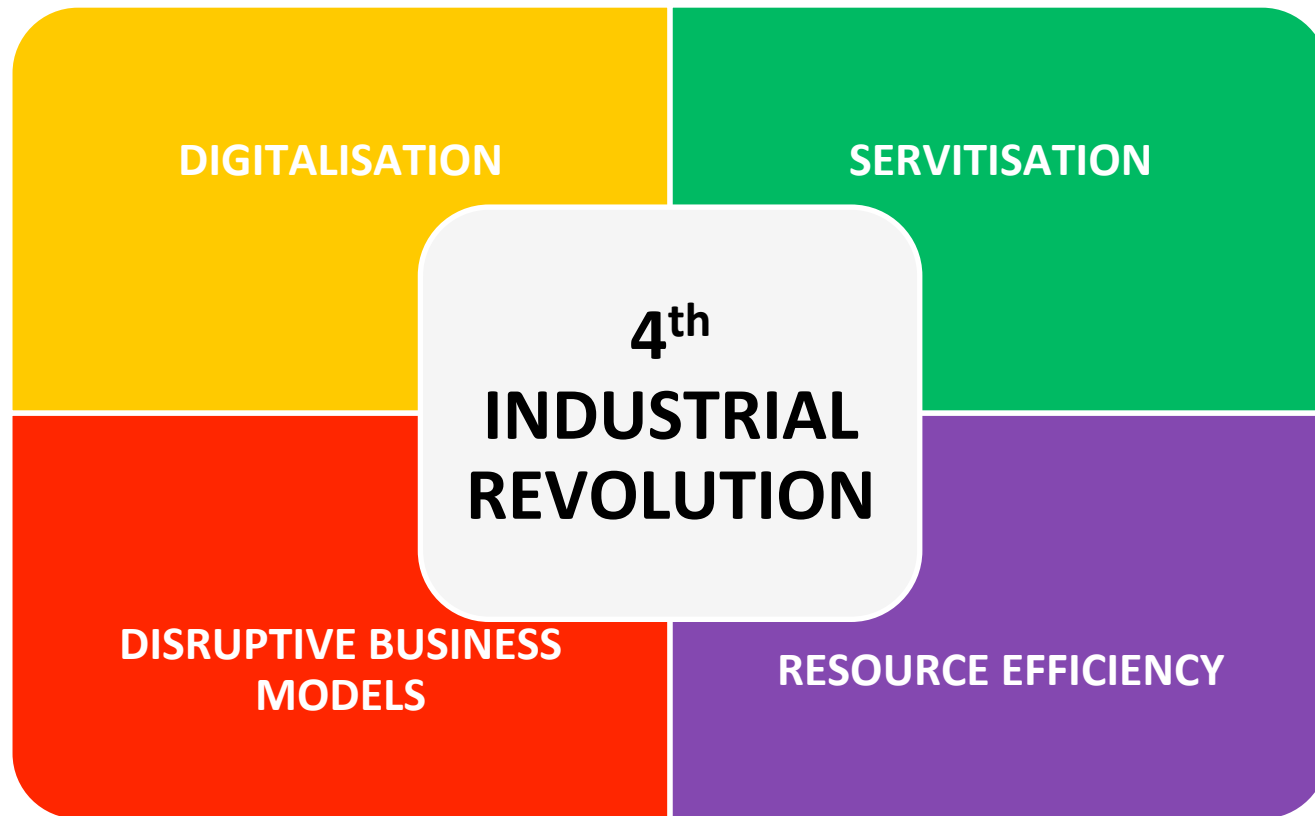 DIGITALISATION
SERVITISATION
4th
INDUSTRIAL
REVOLUTION
DISRUPTIVE BUSINESS
MODELS
RESOURCE EFFICIENCY